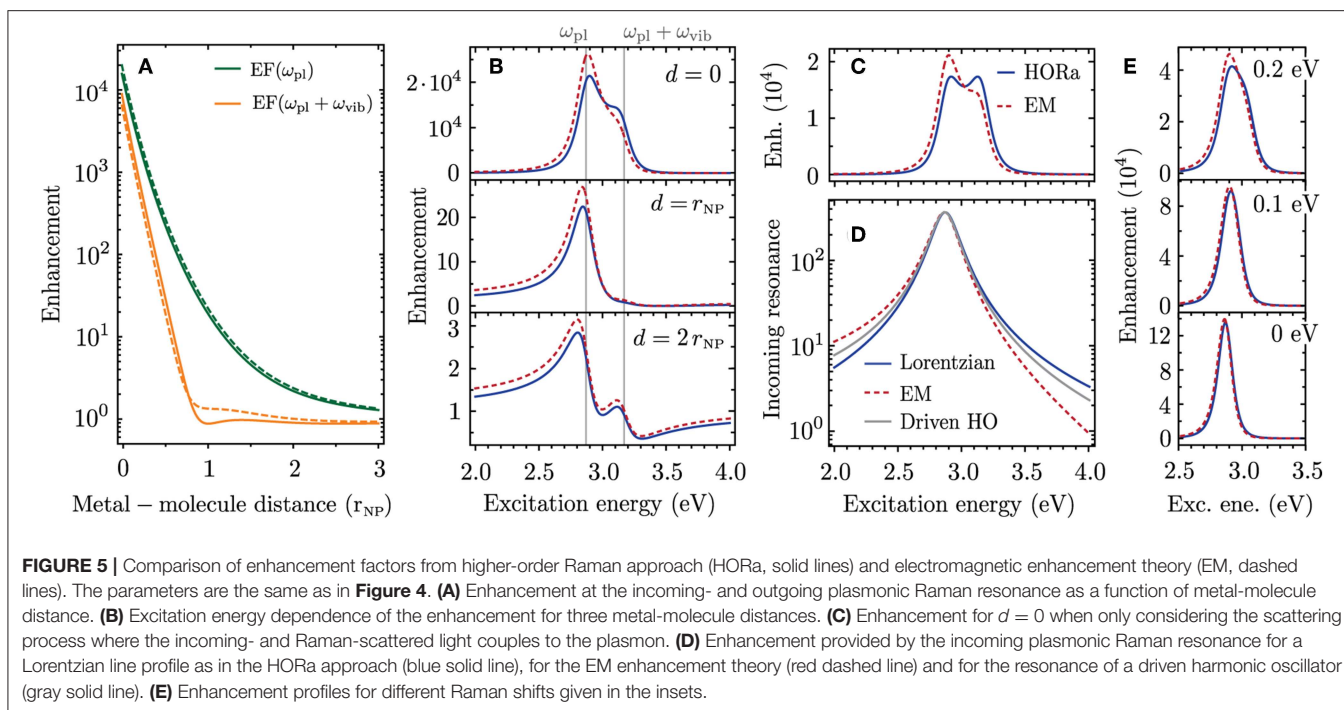 A
EF(ω_pl)
EF(ω_pl + ω_vib)
10^4
10^3
10^2
10^1
10^0
Enhancement
0 1 2 3
Metal – molecule distance (r_NP)
ω_pl ω_pl + ω_vib
B
d = 0
2·10^4
10^4
0
d = r_NP
20
10
0
d = 2 r_NP
3
2
1
Enhancement
2.0 2.5 3.0 3.5 4.0
Excitation energy (eV)
C
HORa
EM
2
1
0
Enh. (10^4)
D
10^2
10^1
10^0
Incoming resonance
Lorentzian
EM
Driven HO
2.0 2.5 3.0 3.5 4.0
Excitation energy (eV)
E
0.2 eV
4
2
0
0.1 eV
8
4
0
0 eV
12
8
4
0
Enhancement (10^4)
2.5 3.0 3.5
Exc. ene. (eV)
FIGURE 5 | Comparison of enhancement factors from higher-order Raman approach (HORa, solid lines) and electromagnetic enhancement theory (EM, dashed
lines). The parameters are the same as in Figure 4. (A) Enhancement at the incoming- and outgoing plasmonic Raman resonance as a function of metal-molecule
distance. (B) Excitation energy dependence of the enhancement for three metal-molecule distances. (C) Enhancement for d = 0 when only considering the scattering
process where the incoming- and Raman-scattered light couples to the plasmon. (D) Enhancement provided by the incoming plasmonic Raman resonance for a
Lorentzian line profile as in the HORa approach (blue solid line), for the EM enhancement theory (red dashed line) and for the resonance of a driven harmonic oscillator
(gray solid line). (E) Enhancement profiles for different Raman shifts given in the insets.